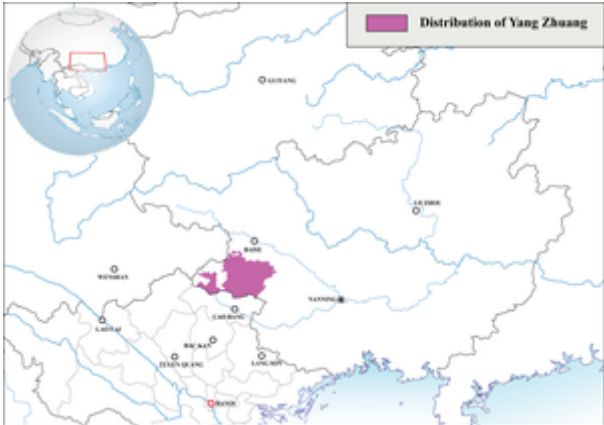 Distribution of Yang Zhuang
GUIYANG
LIUZHOU
BAISE
WENSHAN
NANNING
CAO BANG
LAO CAI
BAC KAN
TUYEN QUANG
LANG SON
HANOI